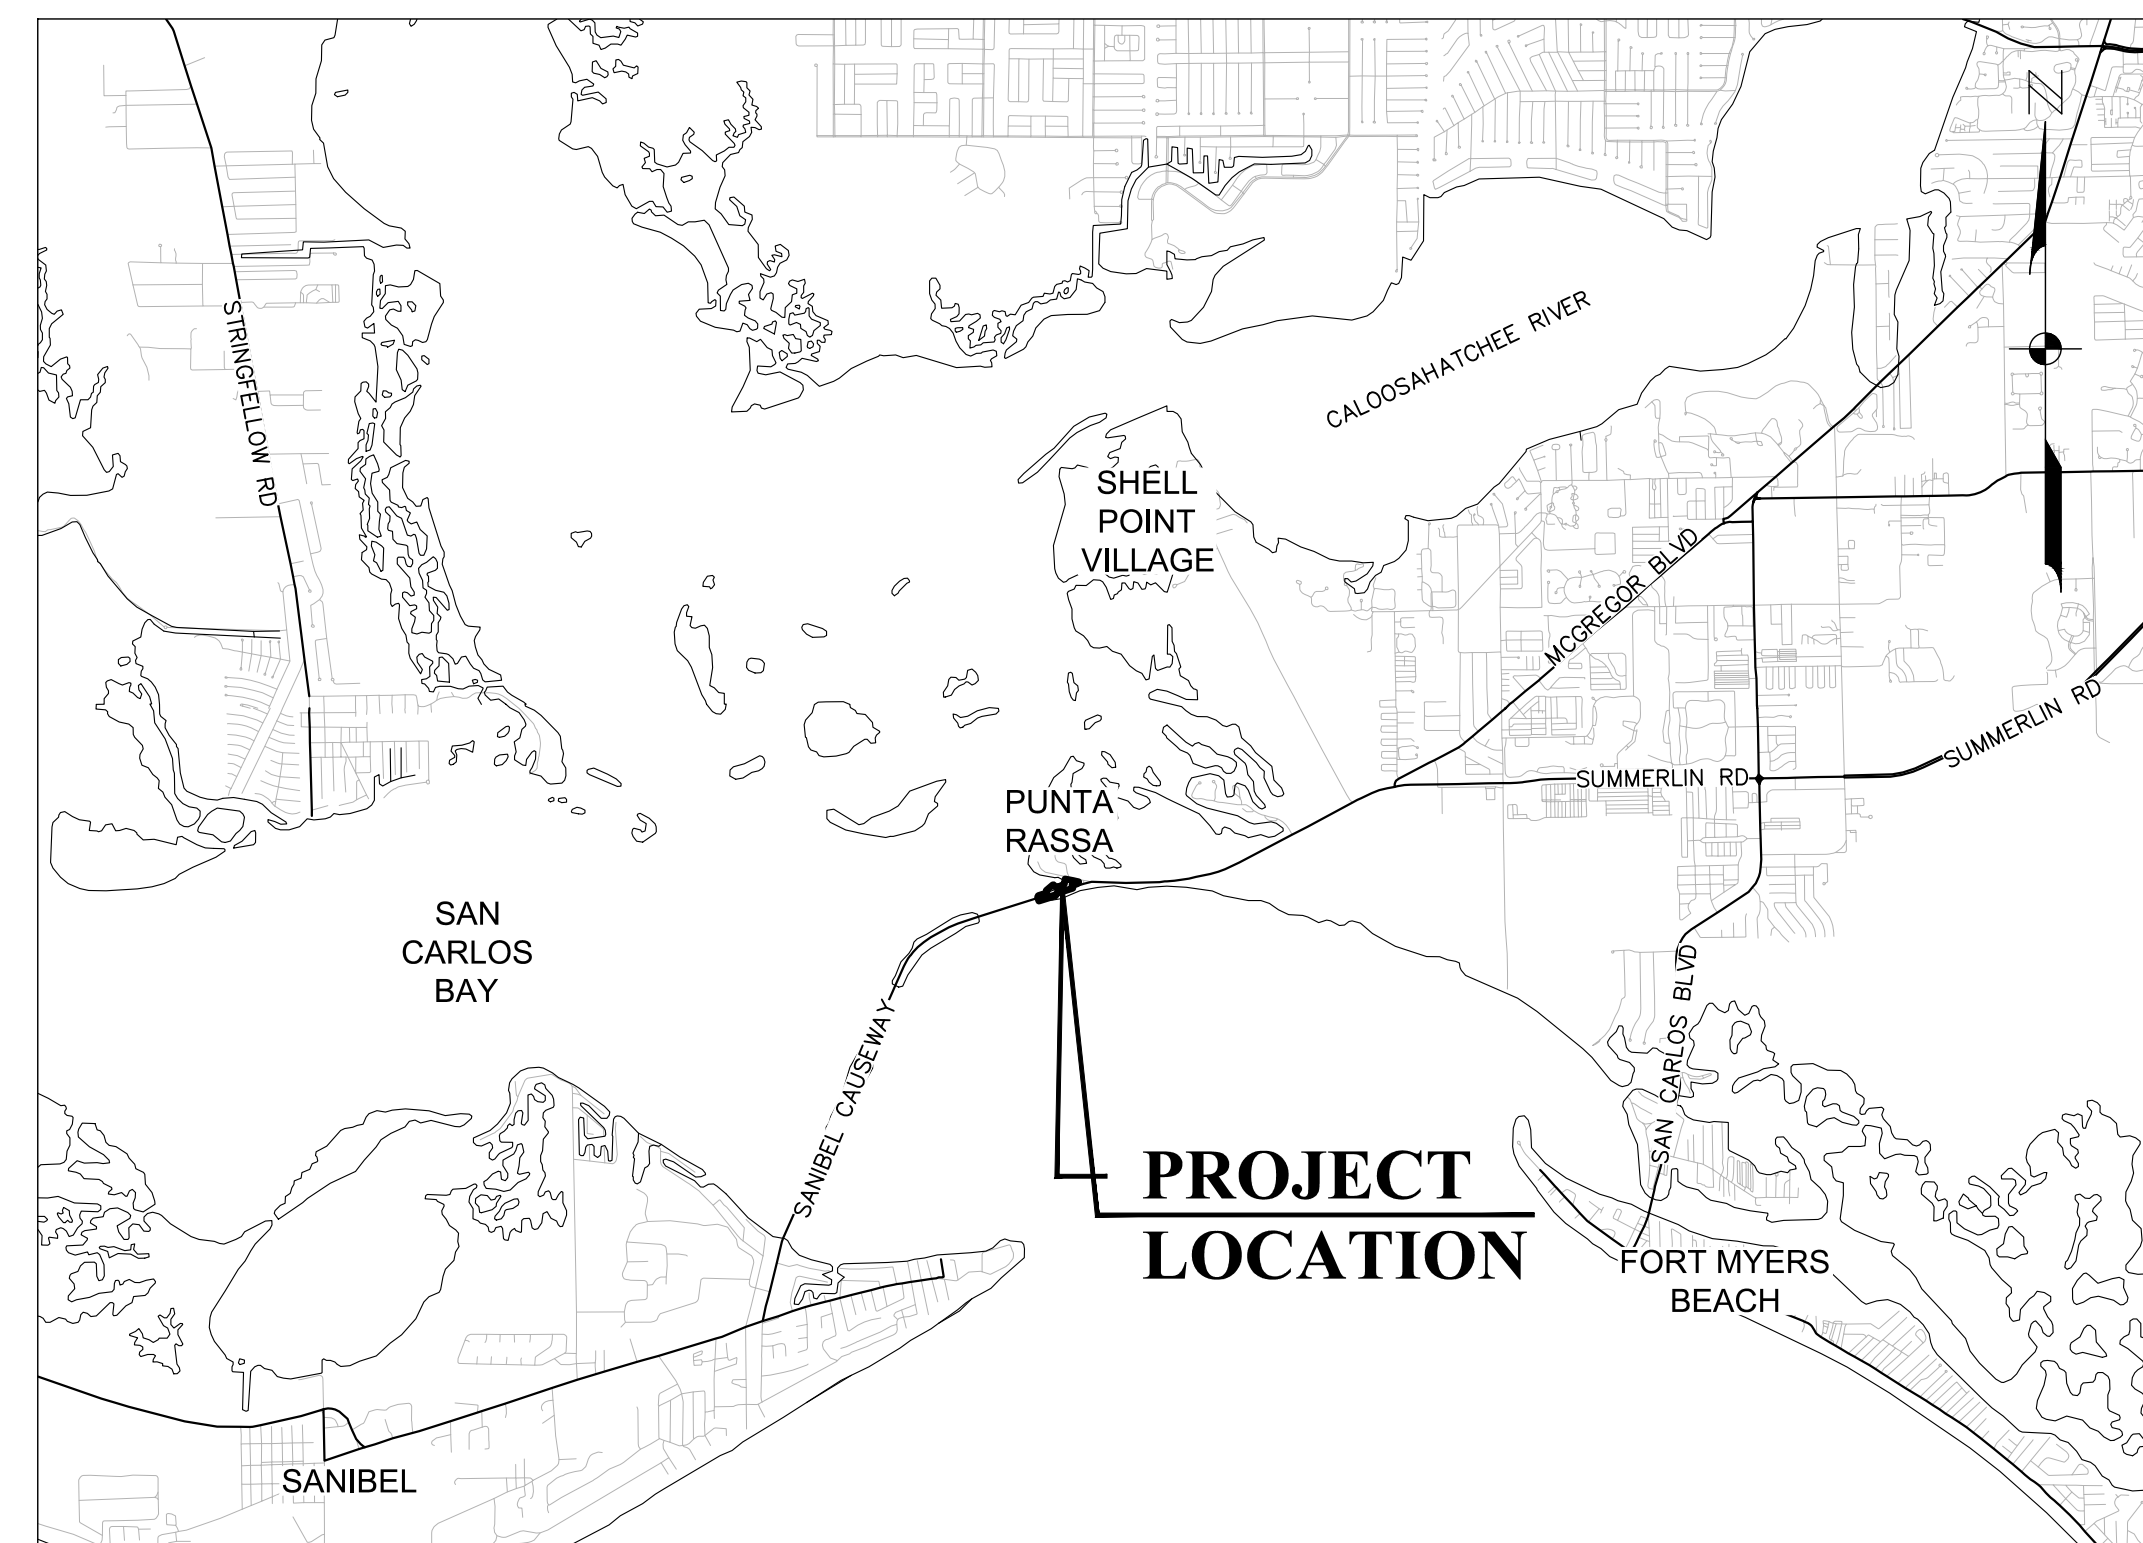 N
STRINGFELLOW RD
CALOOSAHATCHEE RIVER
SHELL
POINT
VILLAGE
MCGREGOR BLVD
SUMMERLIN RD
SUMMERLIN RD
PUNTA
RASSA
SAN
CARLOS
BAY
SAN CARLOS BLVD
SANIBEL CAUSEWAY
PROJECT
LOCATION
FORT MYERS
BEACH
SANIBEL